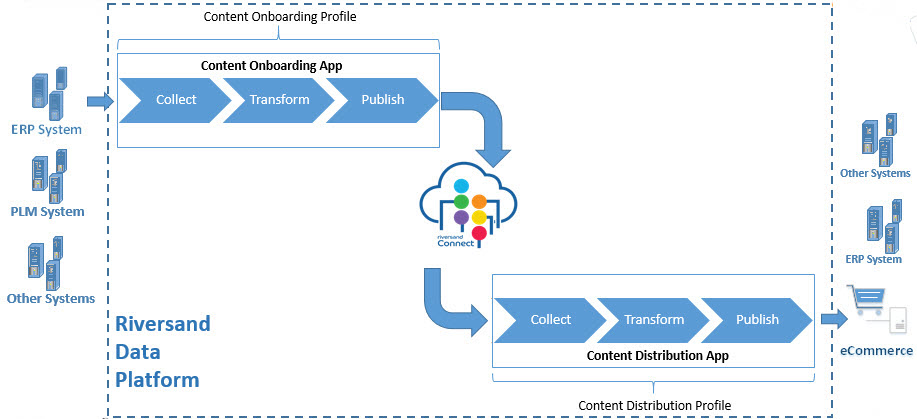 Content Onboarding Profile
Content Onboarding App
Collect
Transform
Publish
ERP System
PLM System
Other Systems
riversand
Connect
Other Systems
ERP System
eCommerce
Collect
Transform
Publish
Content Distribution App
Content Distribution Profile
Riversand
Data
Platform